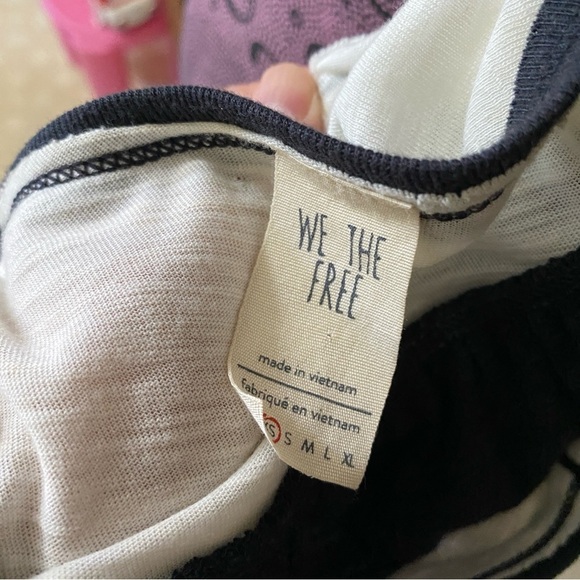 WE THE
FREE
made in vietnam
fabriqué en vietnam
XS S M L XL